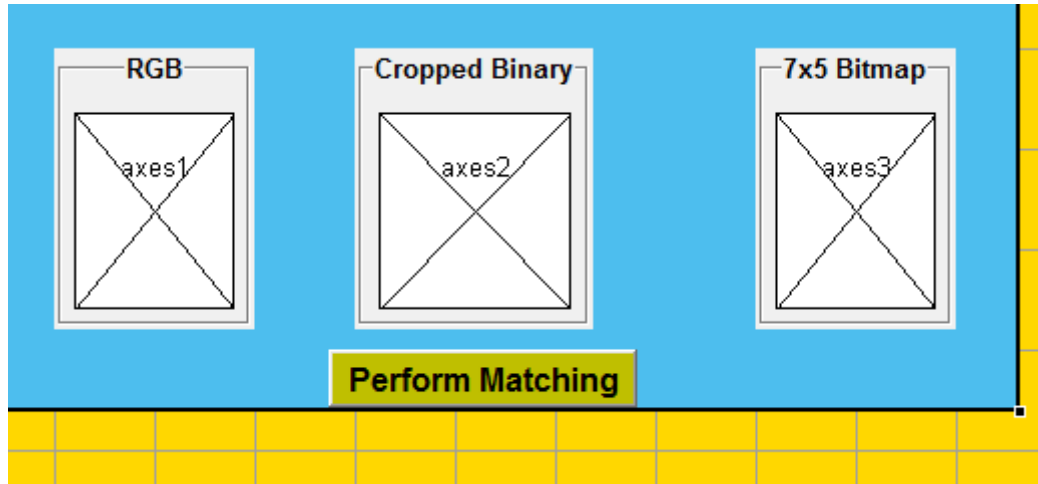 RGB
Cropped Binary
7x5 Bitmap
axes1
axes2
axes3
Perform Matching